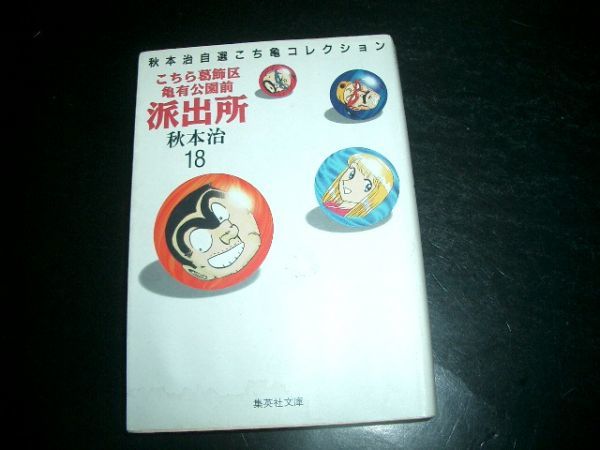 秋本治自選こち亀コレクション
こちら葛飾区
亀有公園前
派出所
秋本治
18
集英社文庫